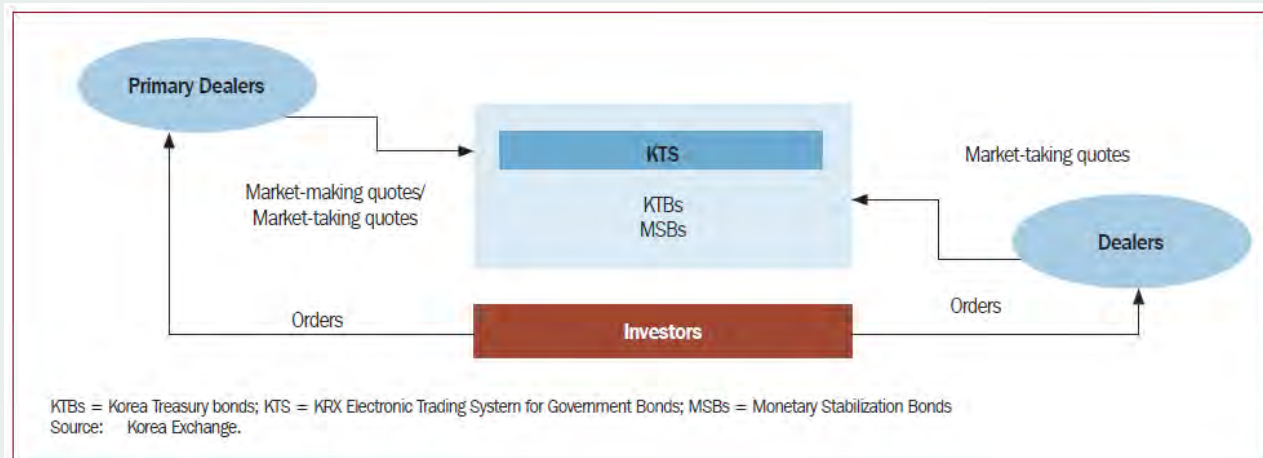 Primary Dealers
KTS
Market-taking quotes
Market-making quotes/
Market-taking quotes
KTBs
MSBs
Dealers
Orders
Investors
Orders
KTBs = Korea Treasury bonds; KTS = KRX Electronic Trading System for Government Bonds; MSBs = Monetary Stabilization Bonds
Source: Korea Exchange.